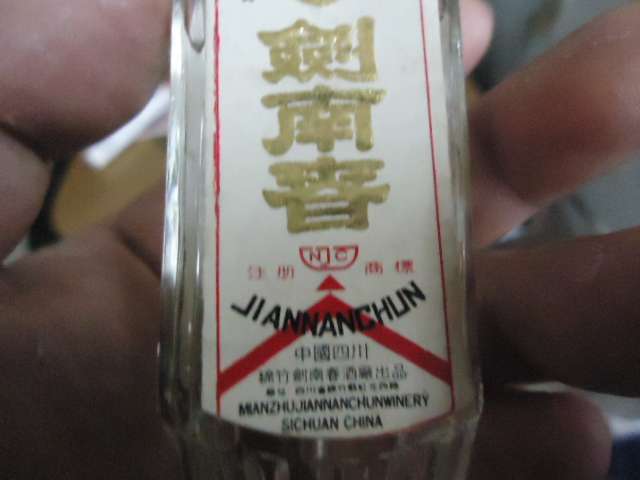 劍南春
注册 商標
JIANNANCHUN
中國四川
綿竹劍南春酒廠出品
MIANZHUJIANNANCHUNWINERY
SICHUAN CHINA